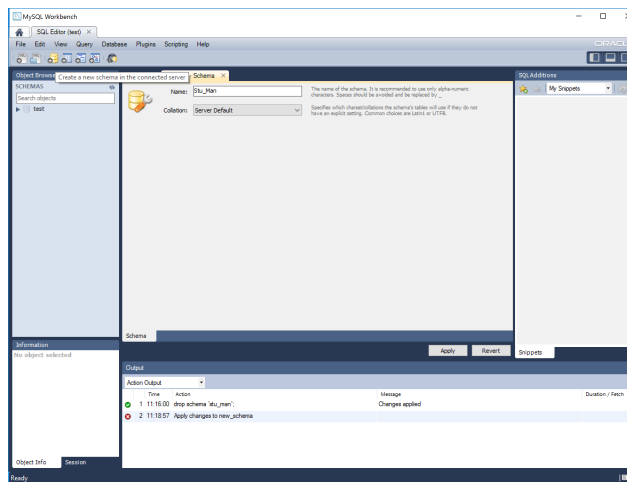 MySQL Workbench
SQL Editor (test)
File Edit View Query Database Plugins Scripting Help
Object Browse
Create a new schema in the connected server
Schema
SQL Additions
SCHEMAS
Search objects
test
Name: Stu_Man
The name of the schema. It is recommended to use only alpha-numeric
characters. Spaces should be avoided and be replaced by _
Collation: Server Default
Specifies which charset/collations the schema's tables will use if they do not
have an explicit setting. Common choices are Latin1 or UTF8.
My Snippets
Schema
Apply Revert
Snippets
Information
No object selected
Output
Action Output
Time Action Message Duration / Fetch
1 11:16:00 drop schema `stu_man`; Changes applied
2 11:18:57 Apply changes to new_schema
Object Info Session
Ready